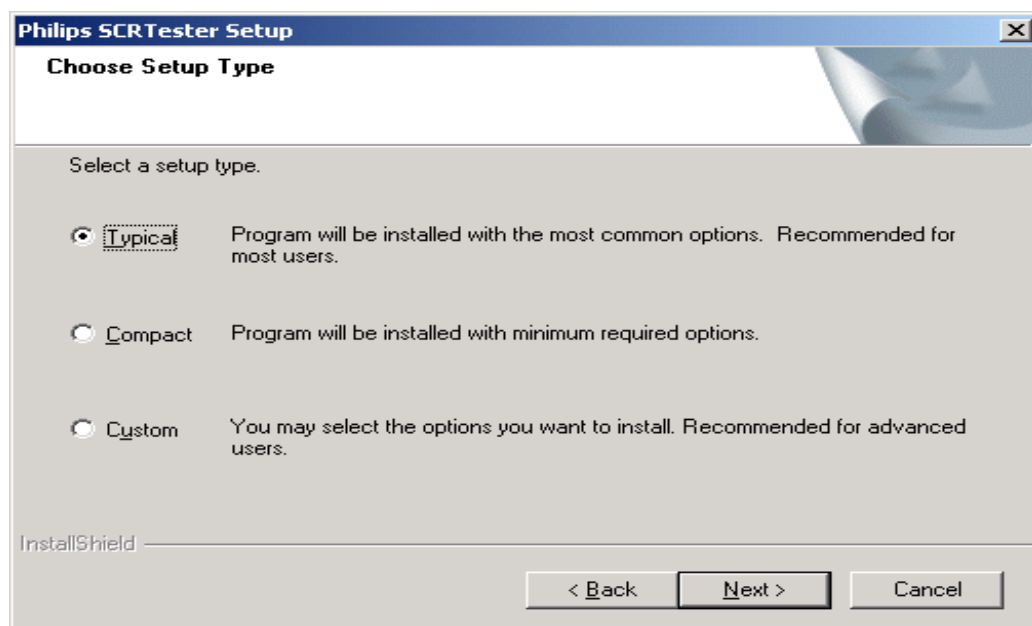 Philips SCRTester Setup
Choose Setup Type
Select a setup type.
Typical
Program will be installed with the most common options.  Recommended for
most users.
Compact
Program will be installed with minimum required options.
Custom
You may select the options you want to install. Recommended for advanced
users.
InstallShield
< Back
Next >
Cancel